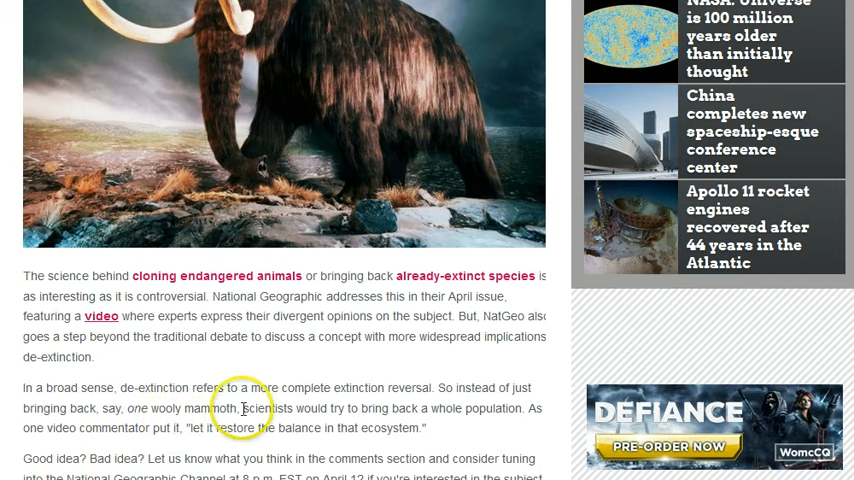 The science behind cloning endangered animals or bringing back already-extinct species is
as interesting as it is controversial. National Geographic addresses this in their April issue,
featuring a video where experts express their divergent opinions on the subject. But, NatGeo also
goes a step beyond the traditional debate to discuss a concept with more widespread implications
de-extinction.
In a broad sense, de-extinction refers to a more complete extinction reversal. So instead of just
bringing back, say, one wooly mammoth, scientists would try to bring back a whole population. As
one video commentator put it, "let it restore the balance in that ecosystem."
Good idea? Bad idea? Let us know what you think in the comments section and consider tuning
into the National Geographic Channel at 8 p.m. EST on April 12 if you're interested in the subject
NASA: Universe
is 100 million
years older
than initially
thought
China
completes new
spaceship-esque
conference
center
Apollo 11 rocket
engines
recovered after
44 years in the
Atlantic
DEFIANCE
PRE-ORDER NOW
WomcCQ